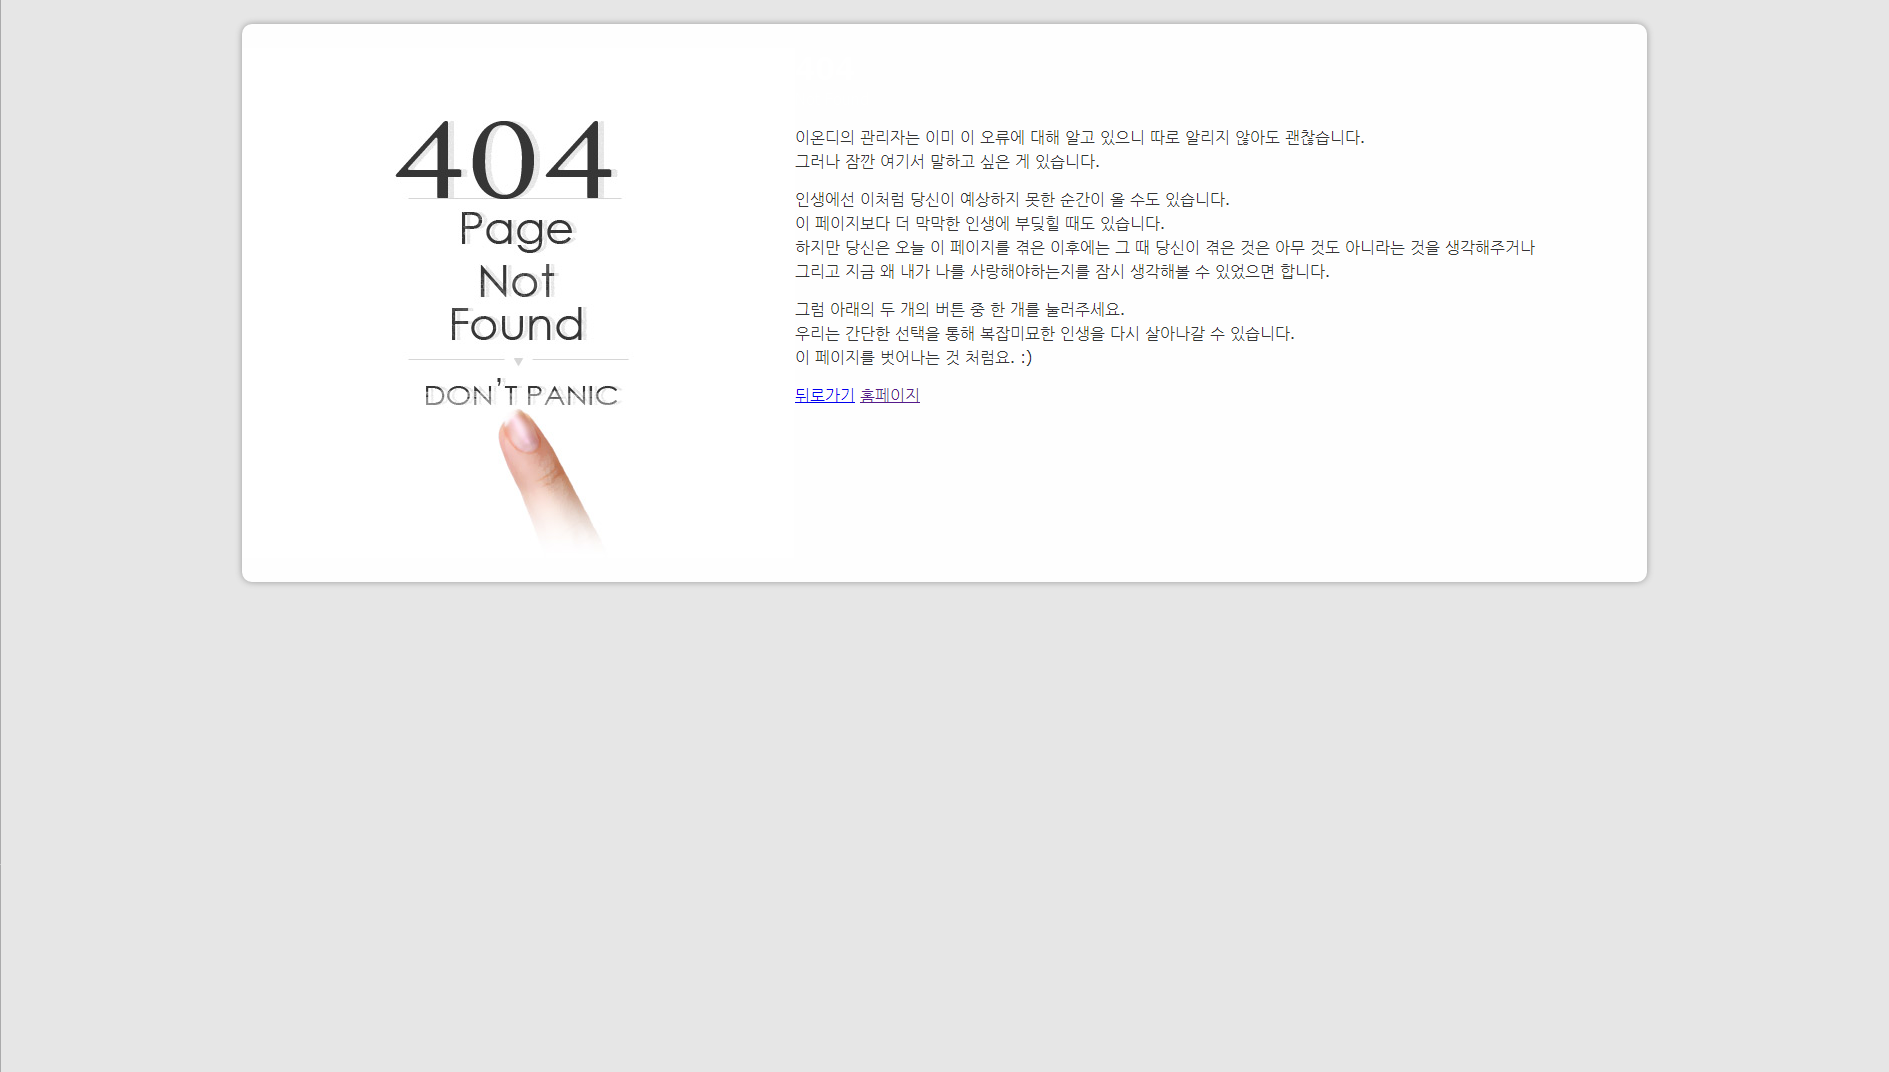 404
Page
Not
Found
DON'T PANIC
이온디의 관리자는 이미 이 오류에 대해 알고 있으니 따로 알리지 않아도 괜찮습니다.
그러나 잠깐 여기서 말하고 싶은 게 있습니다.
인생에선 이처럼 당신이 예상하지 못한 순간이 올 수도 있습니다.
이 페이지보다 더 막막한 인생에 부딪힐 때도 있습니다.
하지만 당신은 오늘 이 페이지를 겪은 이후에는 그 때 당신이 겪은 것은 아무 것도 아니라는 것을 생각해주거나
그리고 지금 왜 내가 나를 사랑해야하는지를 잠시 생각해볼 수 있었으면 합니다.
그럼 아래의 두 개의 버튼 중 한 개를 눌러주세요.
우리는 간단한 선택을 통해 복잡미묘한 인생을 다시 살아나갈 수 있습니다.
이 페이지를 벗어나는 것 처럼요. :)
뒤로가기 홈페이지